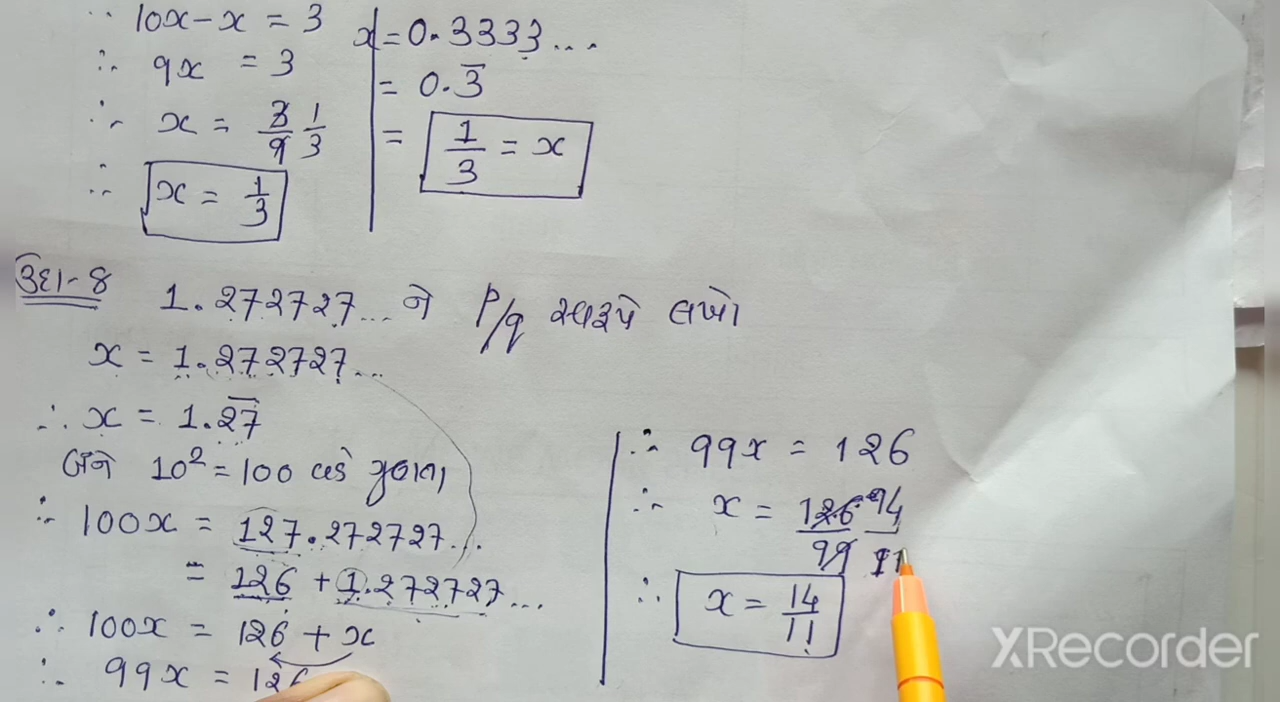 ∴ 10x-x = 3
∴ 9x = 3
∴ x = 3/9 1/3
∴ x = 1/3
x = 0.3333...
= 0.3̅
= 1/3 = x
ઉદા-8 1.272727... ને P/q સ્વરૂપે લખો
x = 1.272727...
∴ x = 1.2̅7̅
બંને 10² = 100 વડે ગુણતા
∴ 100x = 127.272727...
= 126 + 1.272727...
∴ 100x = 126 + x
∴ 99x = 126
∴ 99x = 126
∴ x = 126/99 14/11
∴ x = 14/11
XRecorder